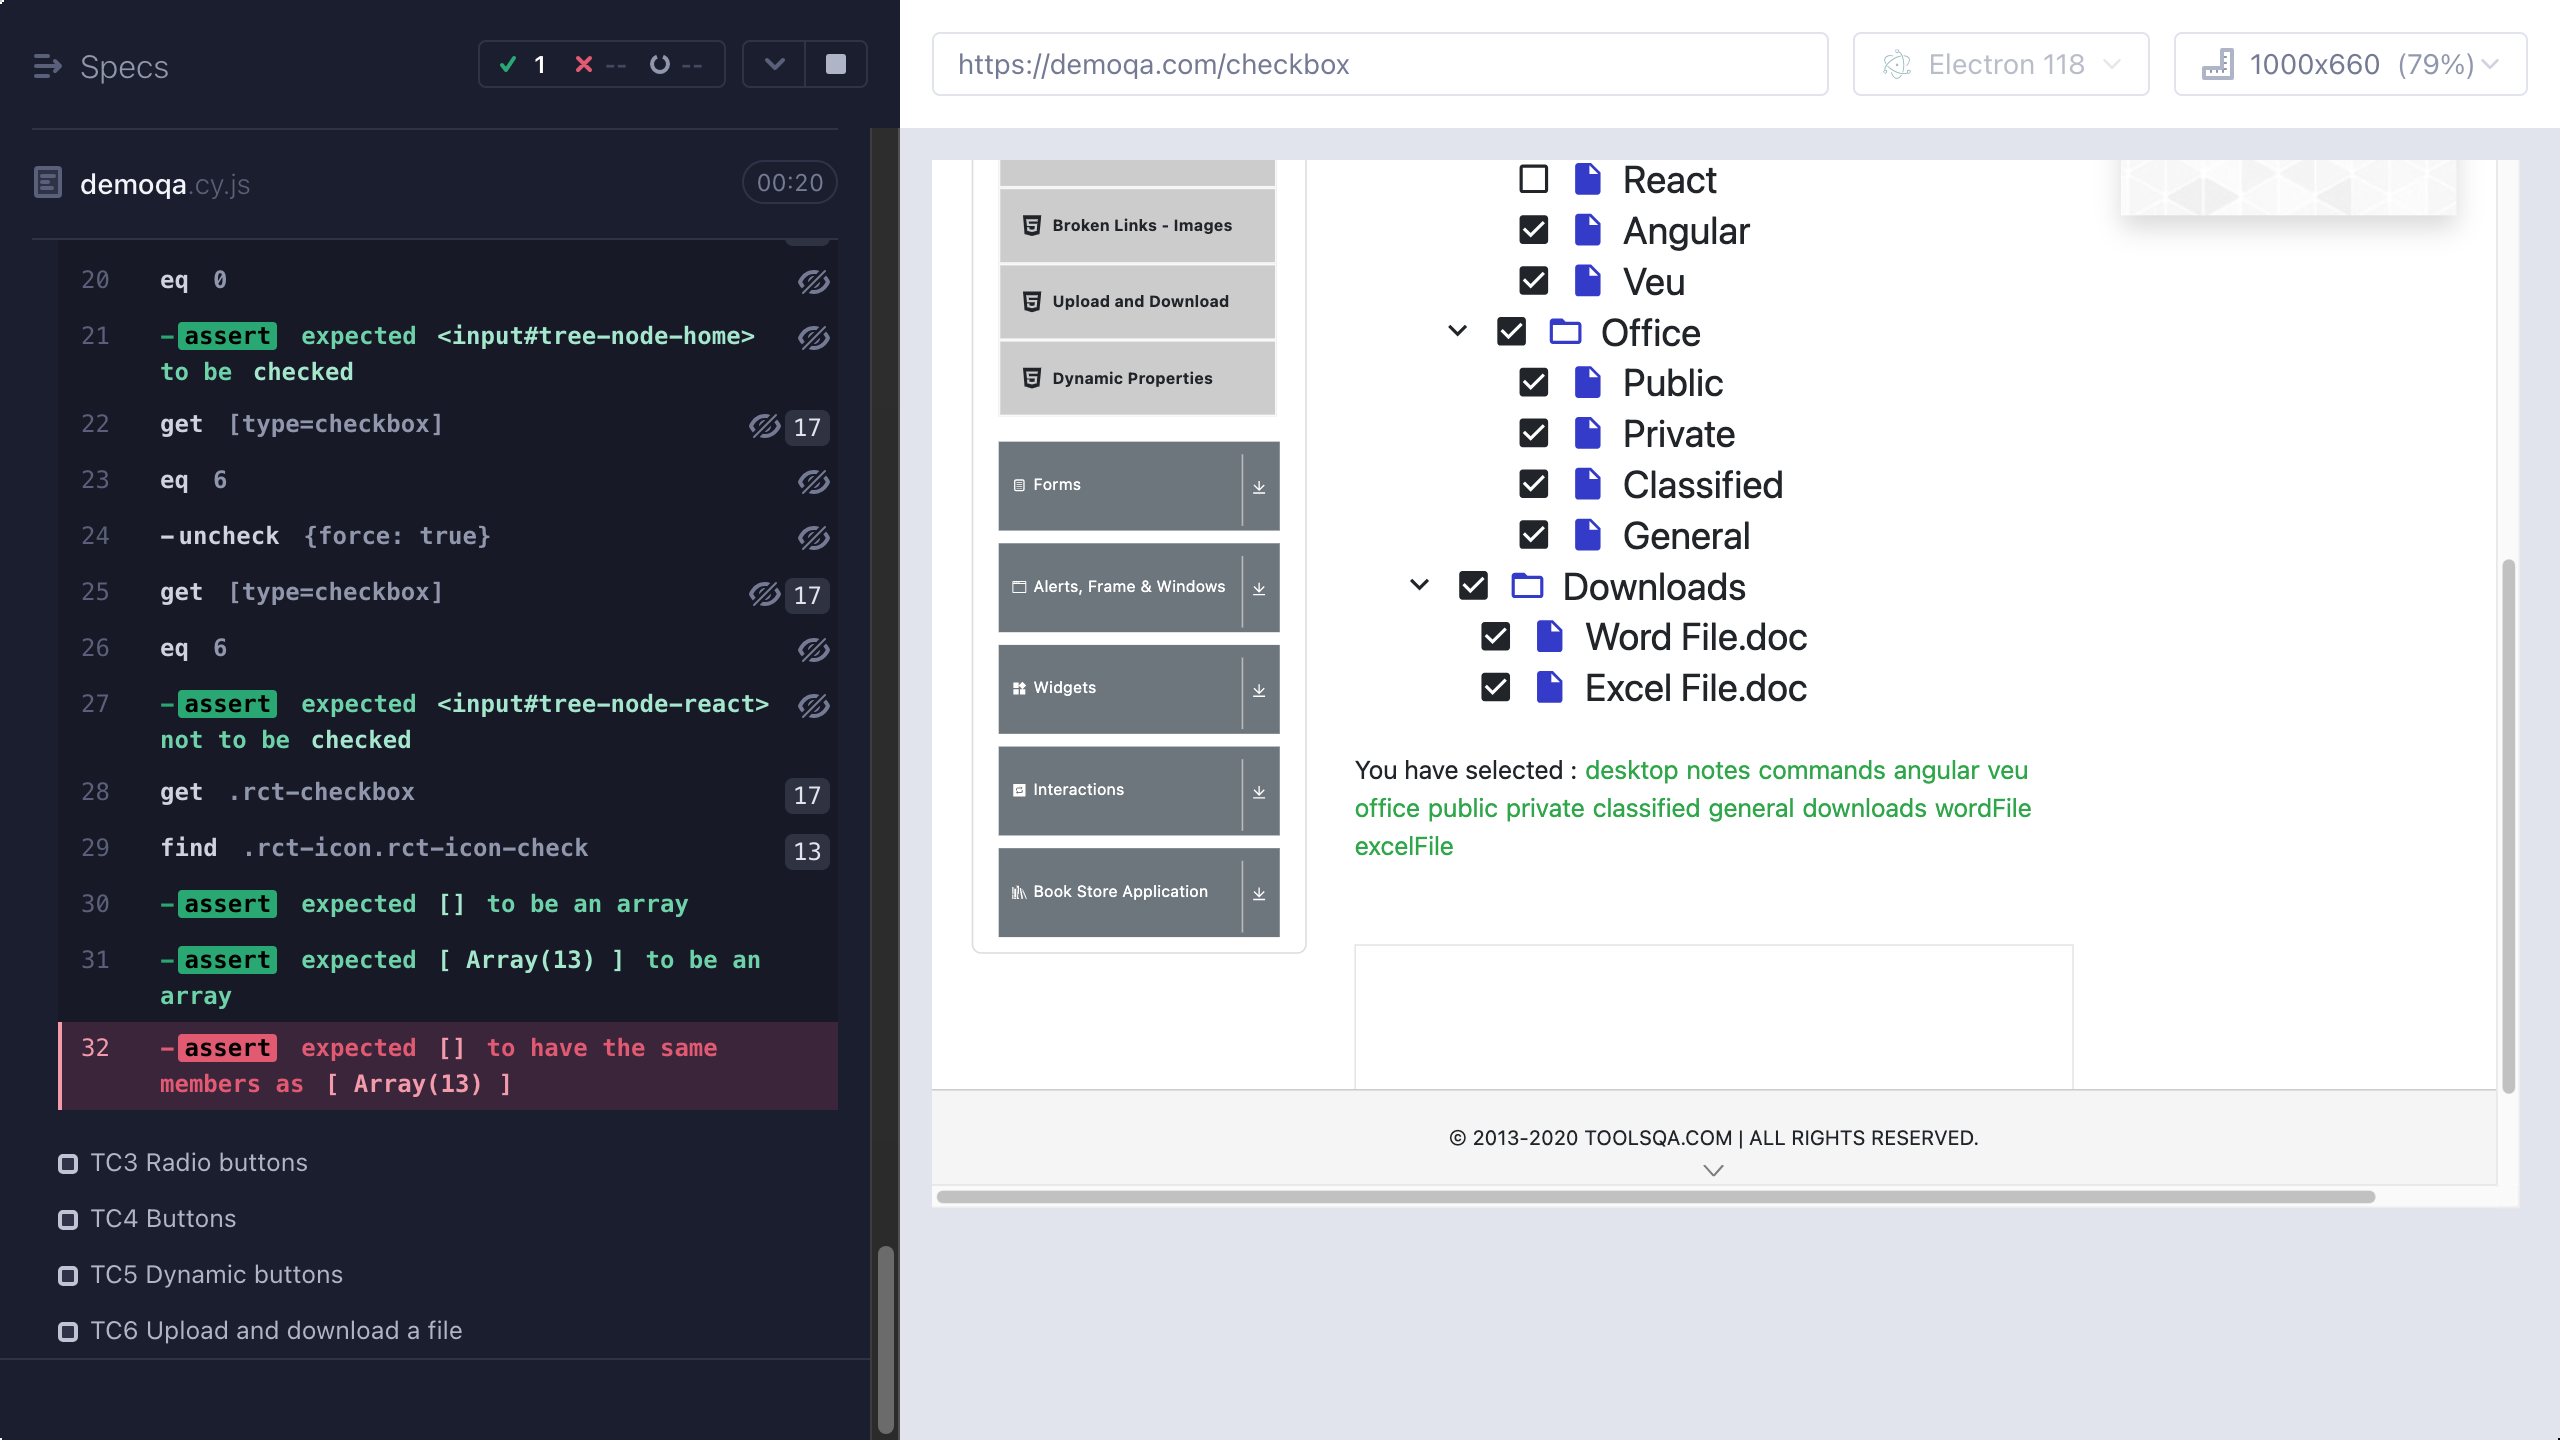 Specs
1
--
--
demoqa.cy.js
00:20
20 eq 0
21 -assert expected <input#tree-node-home>
to be checked
22 get [type=checkbox] 17
23 eq 6
24 -uncheck {force: true}
25 get [type=checkbox] 17
26 eq 6
27 -assert expected <input#tree-node-react>
not to be checked
28 get .rct-checkbox 17
29 find .rct-icon.rct-icon-check 13
30 -assert expected [] to be an array
31 -assert expected [ Array(13) ] to be an
array
32 -assert expected [] to have the same
members as [ Array(13) ]
TC3 Radio buttons
TC4 Buttons
TC5 Dynamic buttons
TC6 Upload and download a file
https://demoqa.com/checkbox
Electron 118
1000x660 (79%)
Broken Links - Images
Upload and Download
Dynamic Properties
Forms
Alerts, Frame & Windows
Widgets
Interactions
Book Store Application
React
Angular
Veu
Office
Public
Private
Classified
General
Downloads
Word File.doc
Excel File.doc
You have selected : desktop notes commands angular veu
office public private classified general downloads wordFile
excelFile
© 2013-2020 TOOLSQA.COM | ALL RIGHTS RESERVED.